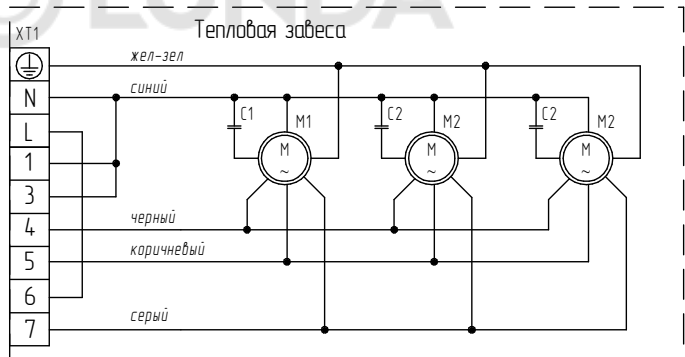 LUNDA
Тепловая завеса
XT1
жел-зел
N
синий
L
1
3
4
черный
5
коричневый
6
7
серый
C1
M1
M
~
C2
M2
M
~
C2
M2
M
~